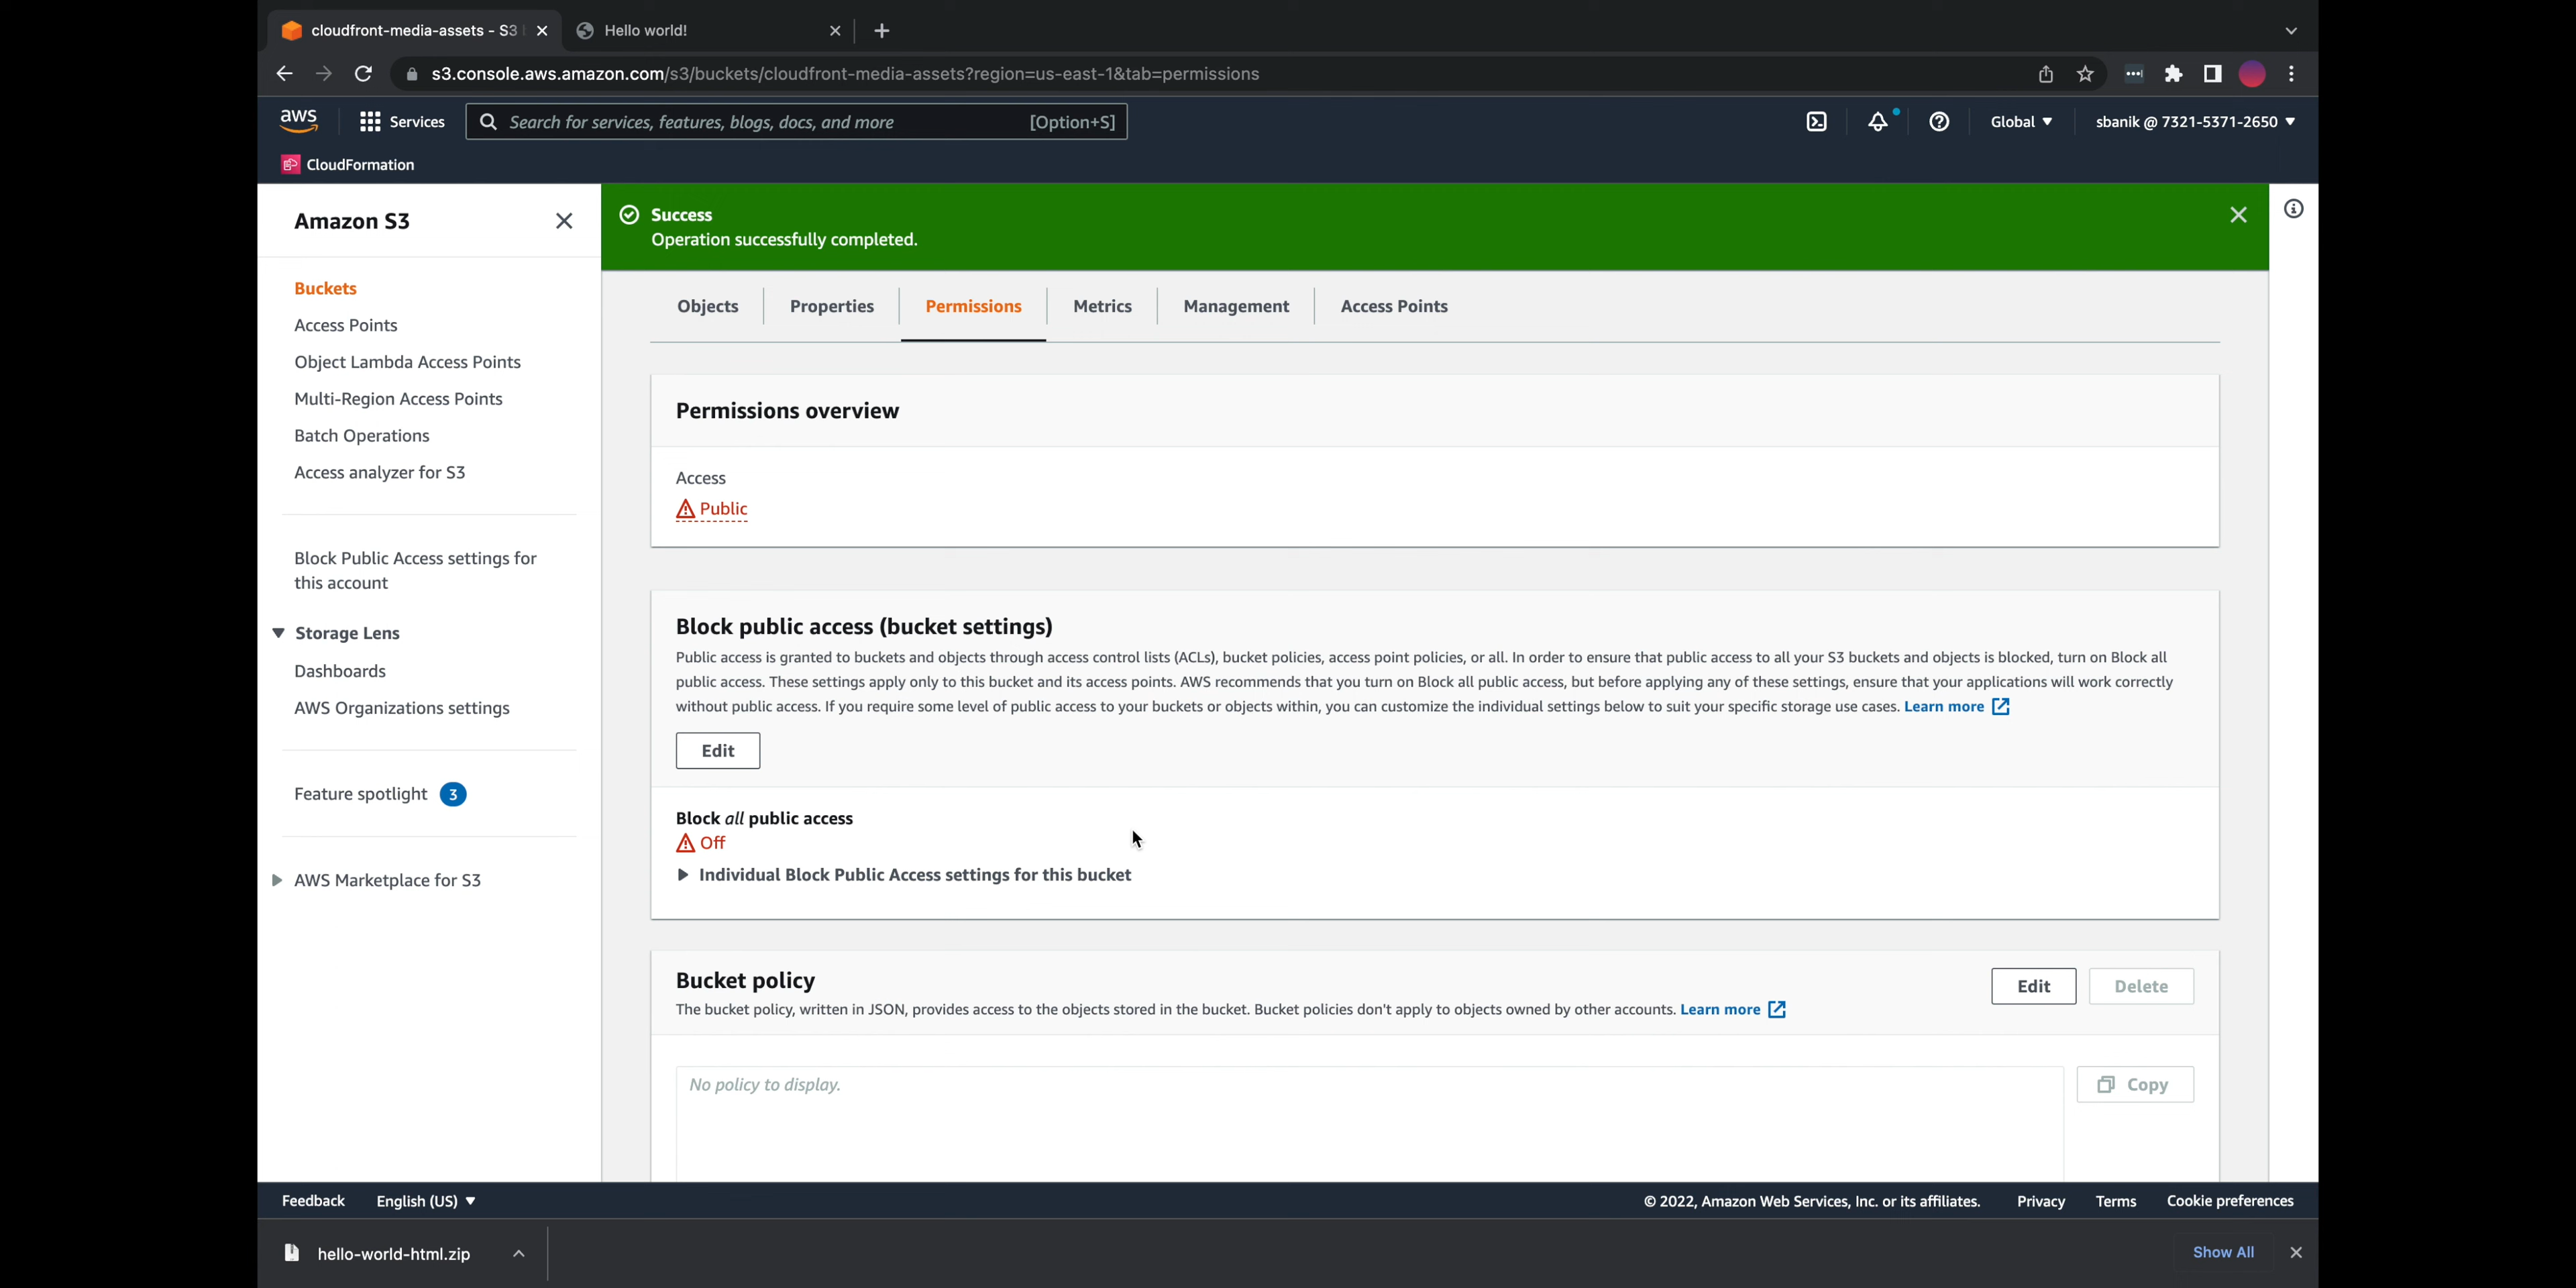 cloudfront-media-assets - S3
Hello world!
s3.console.aws.amazon.com/s3/buckets/cloudfront-media-assets?region=us-east-1&tab=permissions
aws
Services
Search for services, features, blogs, docs, and more
[Option+S]
Global
sbanik @ 7321-5371-2650
CloudFormation
Amazon S3
Buckets
Access Points
Object Lambda Access Points
Multi-Region Access Points
Batch Operations
Access analyzer for S3
Block Public Access settings for
this account
Storage Lens
Dashboards
AWS Organizations settings
Feature spotlight 3
AWS Marketplace for S3
Success
Operation successfully completed.
Objects
Properties
Permissions
Metrics
Management
Access Points
Permissions overview
Access
Public
Block public access (bucket settings)
Public access is granted to buckets and objects through access control lists (ACLs), bucket policies, access point policies, or all. In order to ensure that public access to all your S3 buckets and objects is blocked, turn on Block all
public access. These settings apply only to this bucket and its access points. AWS recommends that you turn on Block all public access, but before applying any of these settings, ensure that your applications will work correctly
without public access. If you require some level of public access to your buckets or objects within, you can customize the individual settings below to suit your specific storage use cases. Learn more
Edit
Block all public access
Off
Individual Block Public Access settings for this bucket
Bucket policy
The bucket policy, written in JSON, provides access to the objects stored in the bucket. Bucket policies don't apply to objects owned by other accounts. Learn more
Edit
Delete
No policy to display.
Copy
Feedback
English (US)
© 2022, Amazon Web Services, Inc. or its affiliates.
Privacy
Terms
Cookie preferences
hello-world-html.zip
Show All